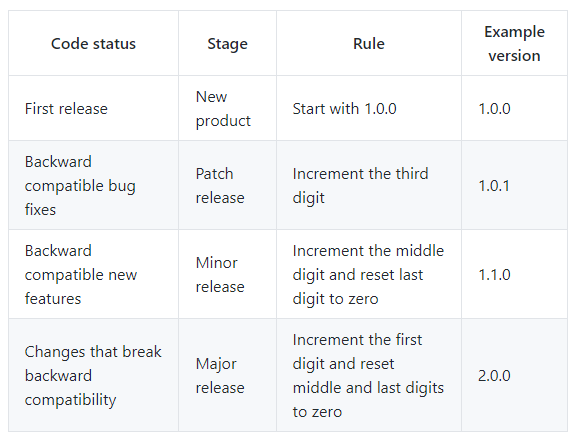 Code status
Stage
Rule
Example
version
First release
New
product
Start with 1.0.0
1.0.0
Backward
compatible bug
fixes
Patch
release
Increment the third
digit
1.0.1
Backward
compatible new
features
Minor
release
Increment the middle
digit and reset last
digit to zero
1.1.0
Changes that break
backward
compatibility
Major
release
Increment the first
digit and reset
middle and last digits
to zero
2.0.0